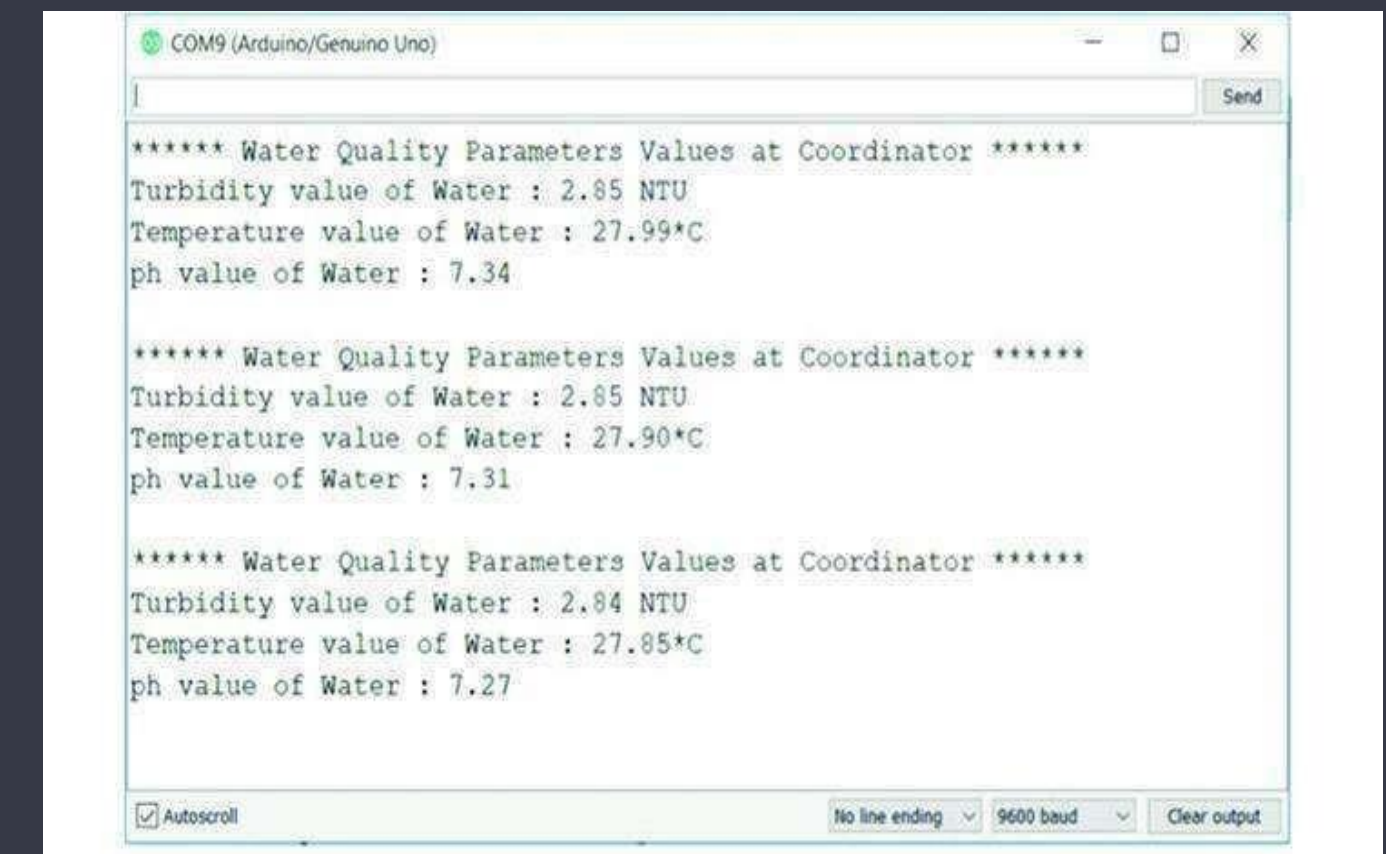 COM9 (Arduino/Genuino Uno)
Send
****** Water Quality Parameters Values at Coordinator ******
Turbidity value of Water : 2.85 NTU
Temperature value of Water : 27.99*C
ph value of Water : 7.34
****** Water Quality Parameters Values at Coordinator ******
Turbidity value of Water : 2.85 NTU
Temperature value of Water : 27.90*C
ph value of Water : 7.31
****** Water Quality Parameters Values at Coordinator ******
Turbidity value of Water : 2.84 NTU
Temperature value of Water : 27.85*C
ph value of Water : 7.27
Autoscroll No line ending 9600 baud Clear output